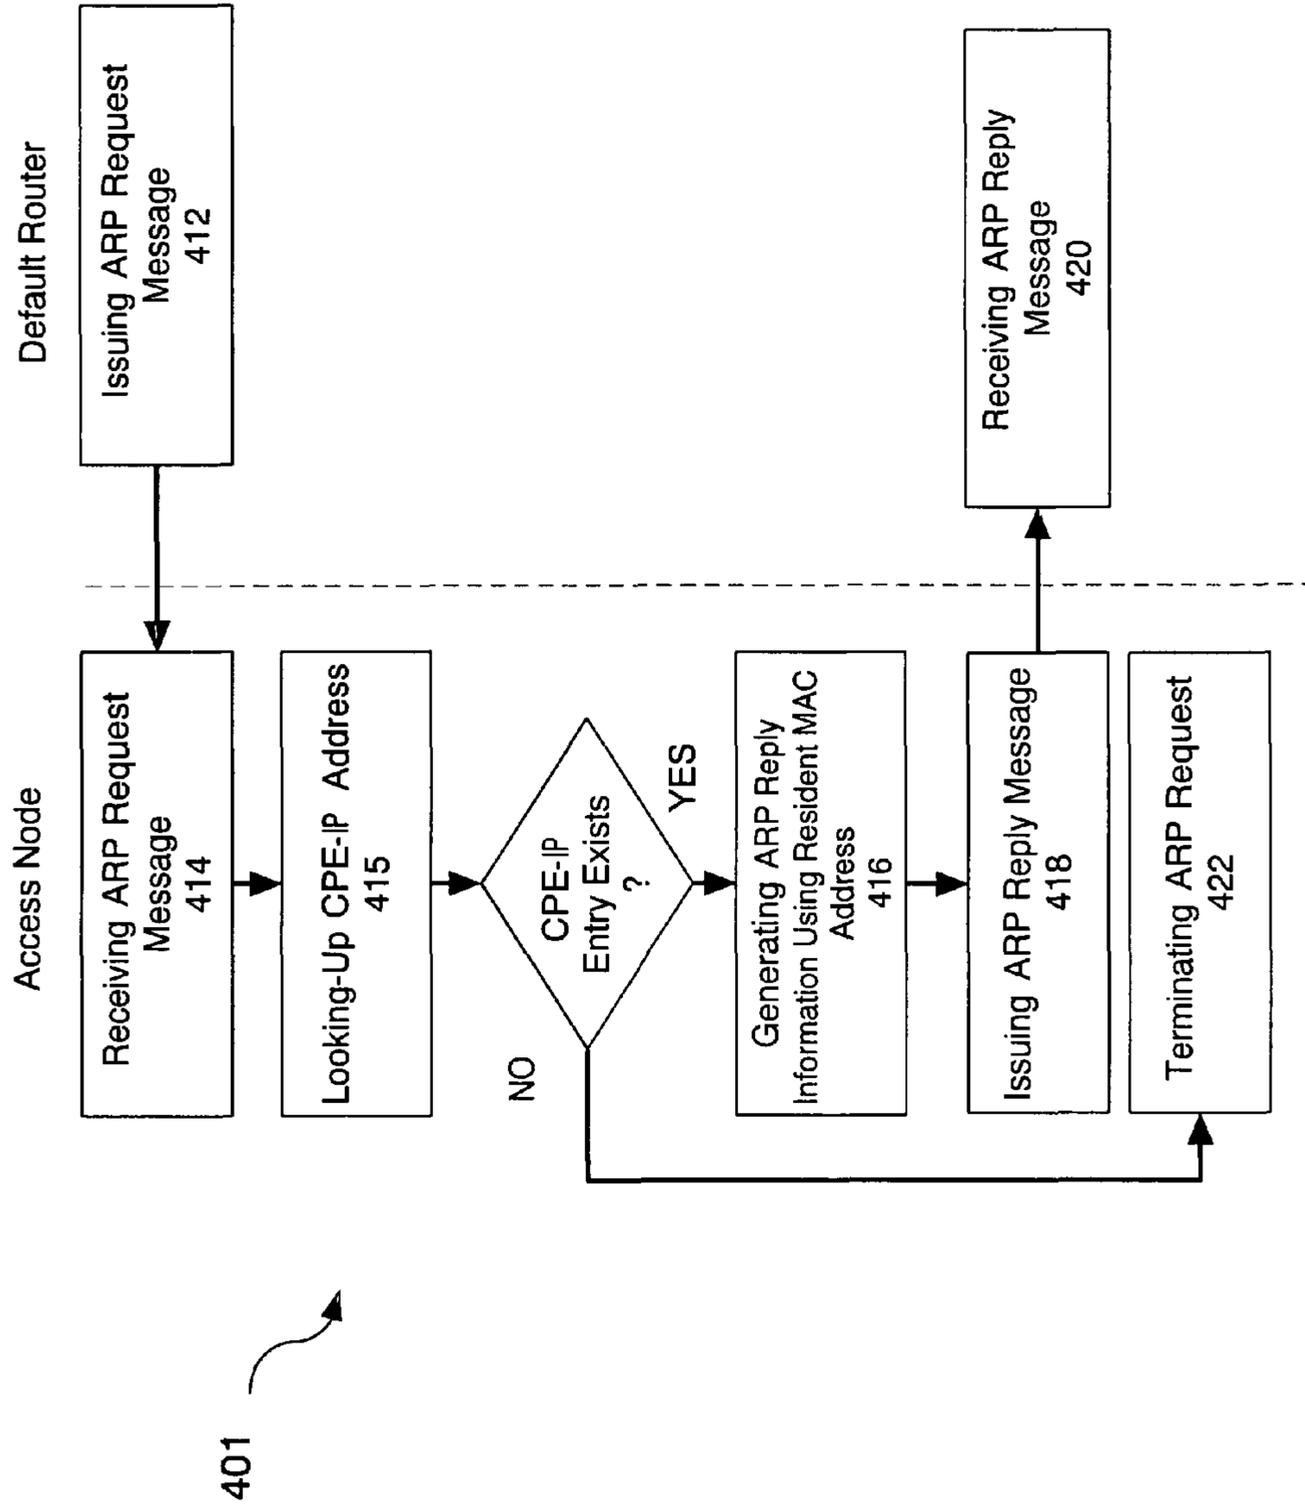 Access Node
Default Router
Issuing ARP Request
Message
412
Receiving ARP Request
Message
414
Looking-Up CPE-IP Address
415
CPE-IP
Entry Exists
?
NO
YES
Generating ARP Reply
Information Using Resident MAC
Address
416
Issuing ARP Reply Message
418
Receiving ARP Reply
Message
420
Terminating ARP Request
422
401